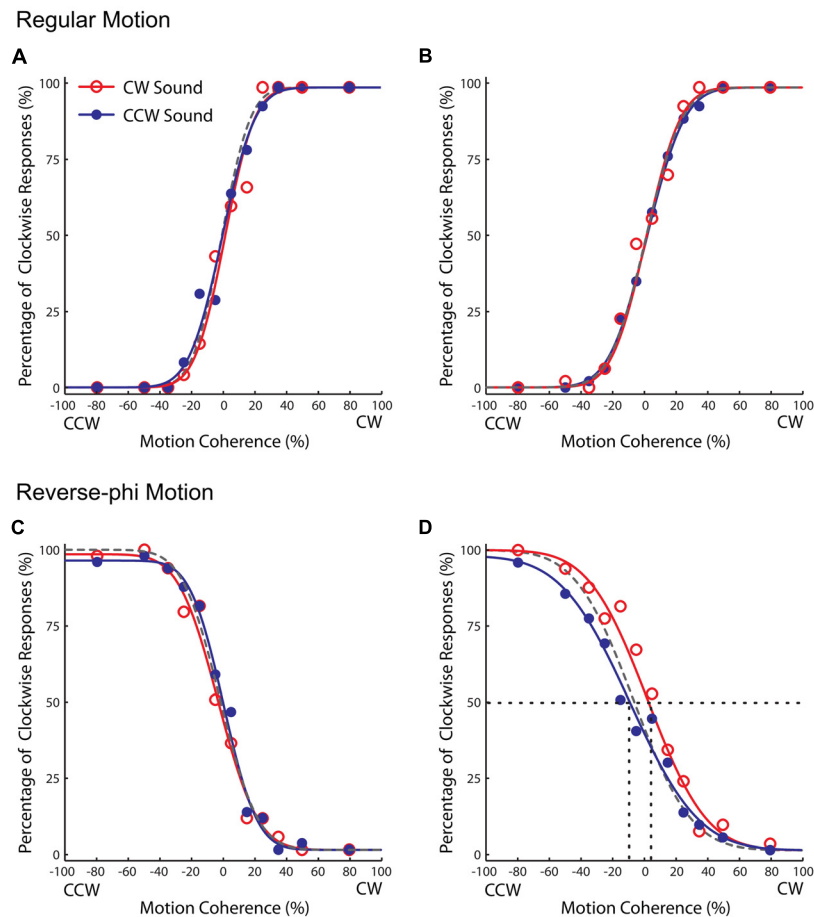 Regular Motion
A
B
CW Sound
CCW Sound
Percentage of Clockwise Responses (%)
100
75
50
25
0
-100 -80 -60 -40 -20 0 20 40 60 80 100
CCW
CW
Motion Coherence (%)
Percentage of Clockwise Responses (%)
100
75
50
25
0
-100 -80 -60 -40 -20 0 20 40 60 80 100
CCW
CW
Motion Coherence (%)
Reverse-phi Motion
C
D
Percentage of Clockwise Responses (%)
100
75
50
25
0
-100 -80 -60 -40 -20 0 20 40 60 80 100
CCW
CW
Motion Coherence (%)
Percentage of Clockwise Responses (%)
100
75
50
25
0
-100 -80 -60 -40 -20 0 20 40 60 80 100
CCW
CW
Motion Coherence (%)